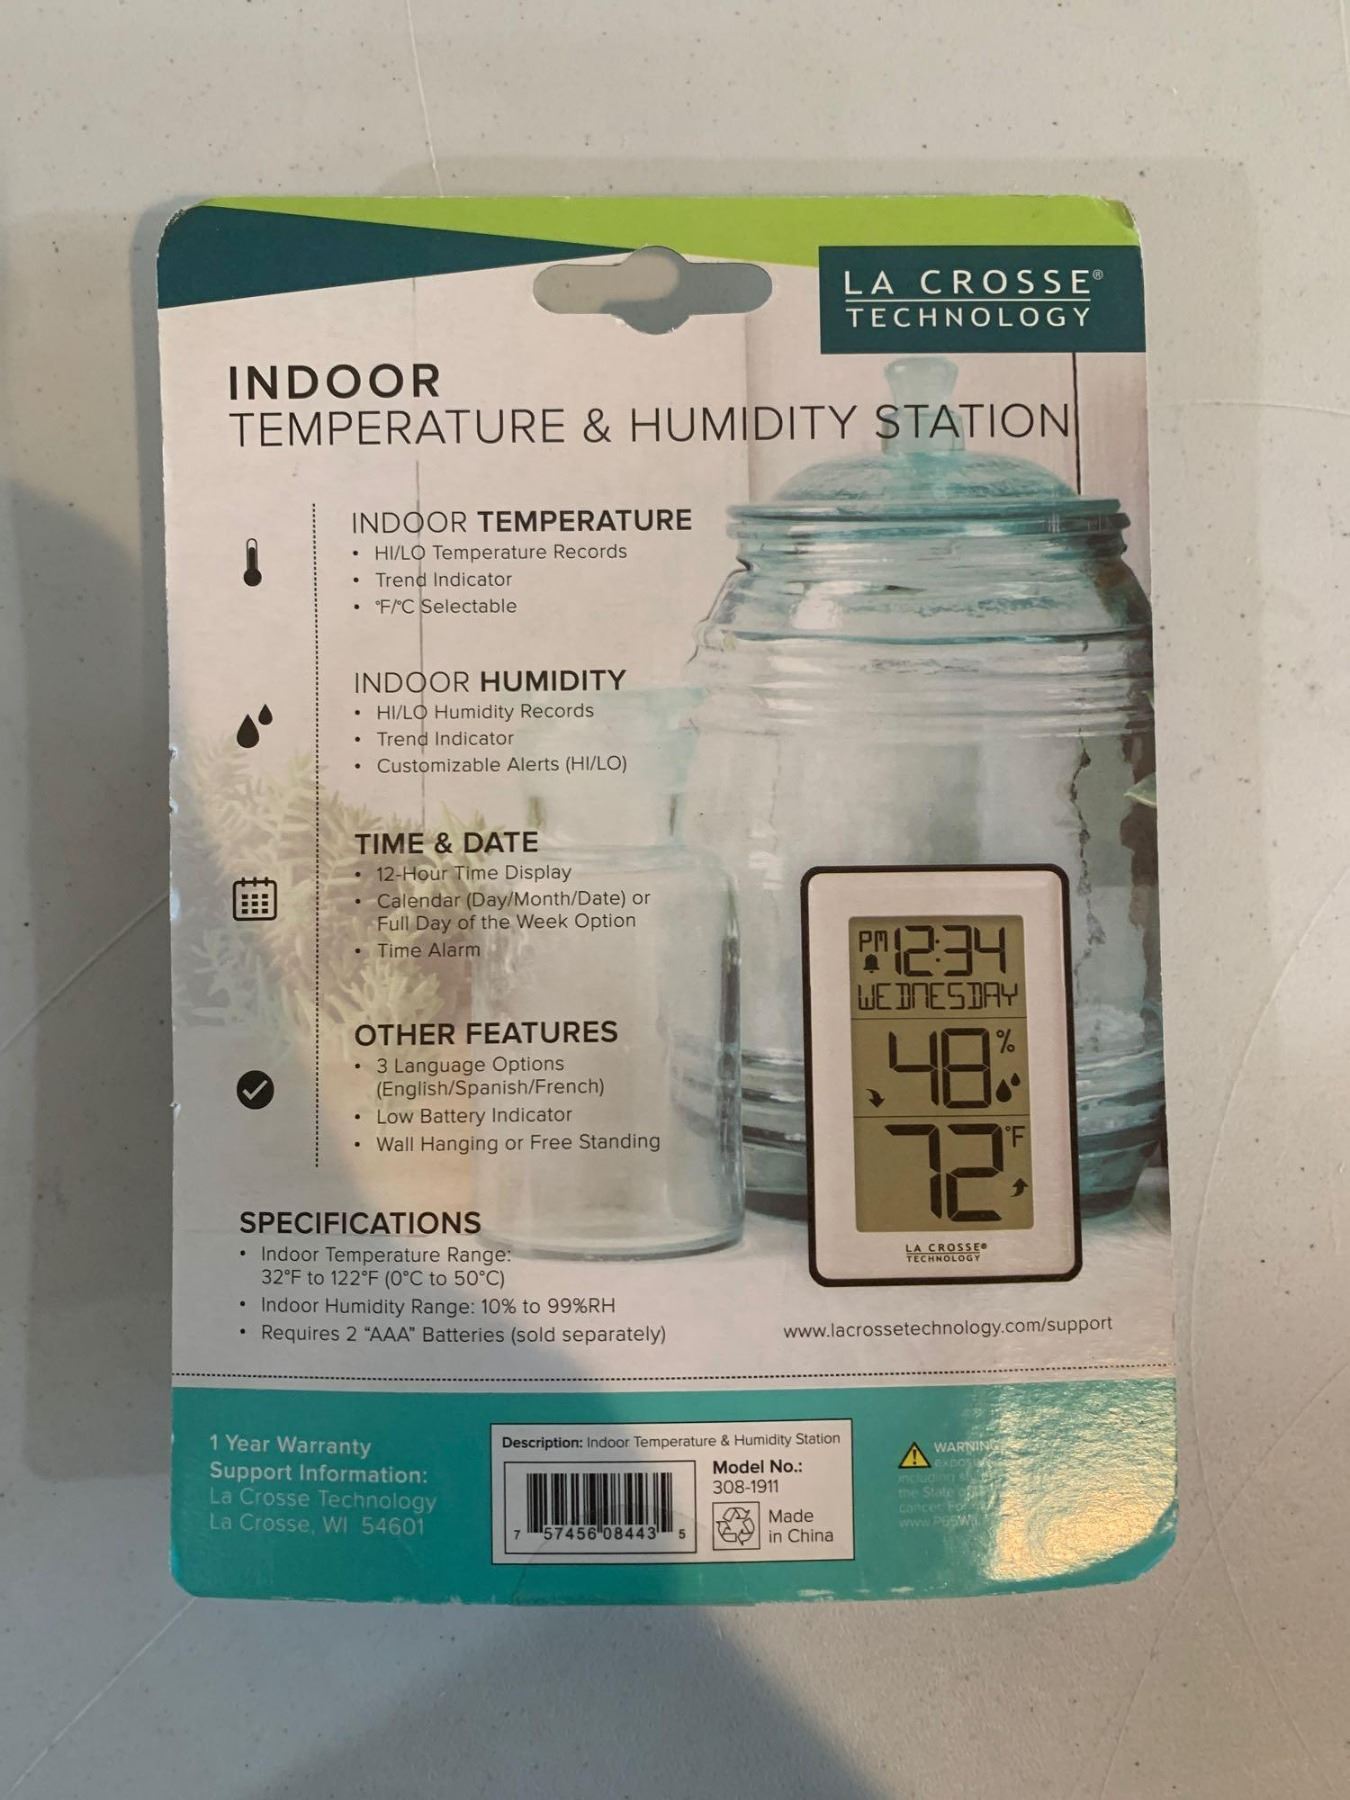 LA CROSSE®
TECHNOLOGY
INDOOR
TEMPERATURE & HUMIDITY STATION
INDOOR TEMPERATURE
• HI/LO Temperature Records
• Trend Indicator
• °F/°C Selectable
INDOOR HUMIDITY
• HI/LO Humidity Records
• Trend Indicator
• Customizable Alerts (HI/LO)
TIME & DATE
• 12-Hour Time Display
• Calendar (Day/Month/Date) or
Full Day of the Week Option
• Time Alarm
OTHER FEATURES
• 3 Language Options
(English/Spanish/French)
• Low Battery Indicator
• Wall Hanging or Free Standing
PM 12:34
WEDNESDAY
48%
72°F
LA CROSSE®
TECHNOLOGY
SPECIFICATIONS
• Indoor Temperature Range:
32°F to 122°F (0°C to 50°C)
• Indoor Humidity Range: 10% to 99%RH
• Requires 2 “AAA” Batteries (sold separately)
www.lacrossetechnology.com/support
1 Year Warranty
Support Information:
La Crosse Technology
La Crosse, WI 54601
Description: Indoor Temperature & Humidity Station
7 57456 08443 5
Model No.:
308-1911
Made
in China
WARNING
including
the State
cancer.